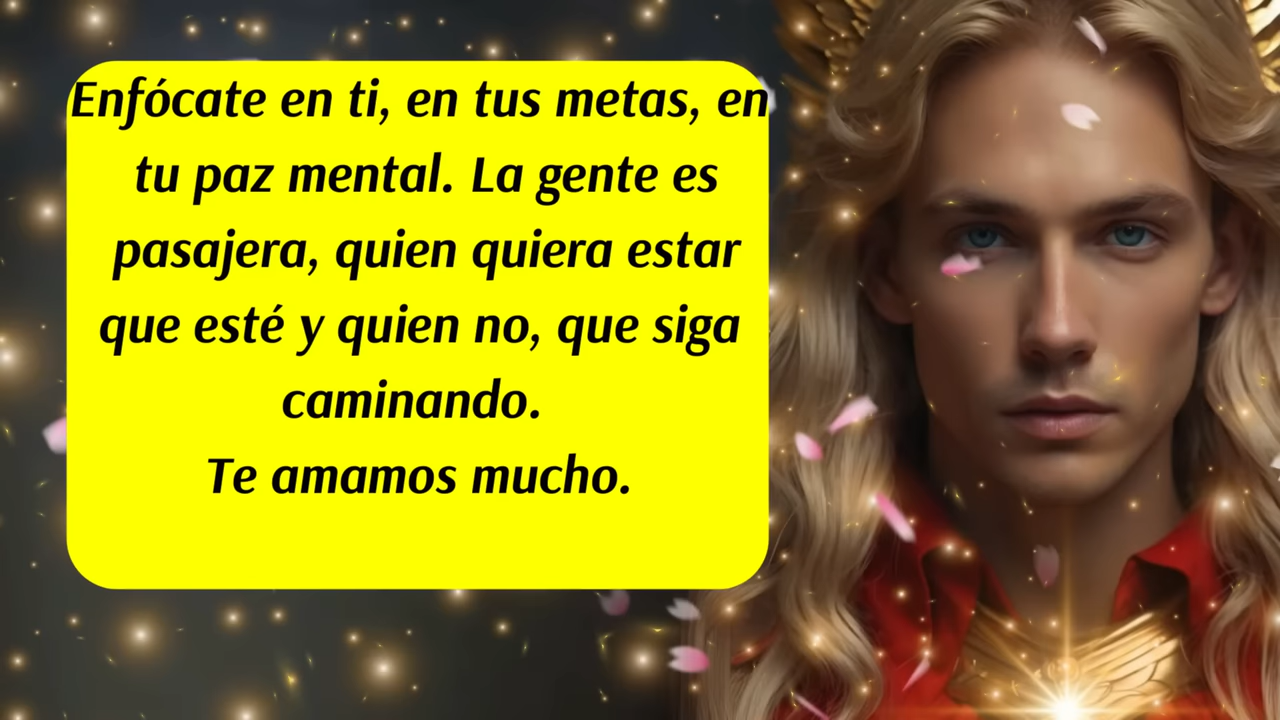 Enfócate en ti, en tus metas, en
tu paz mental. La gente es
pasajera, quien quiera estar
que esté y quien no, que siga
caminando.
Te amamos mucho.